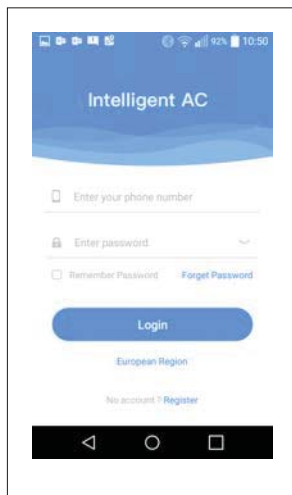 92% 10:50
Intelligent AC
Enter your phone number
Enter password
Remember Password Forget Password
Login
European Region
No account ? Register